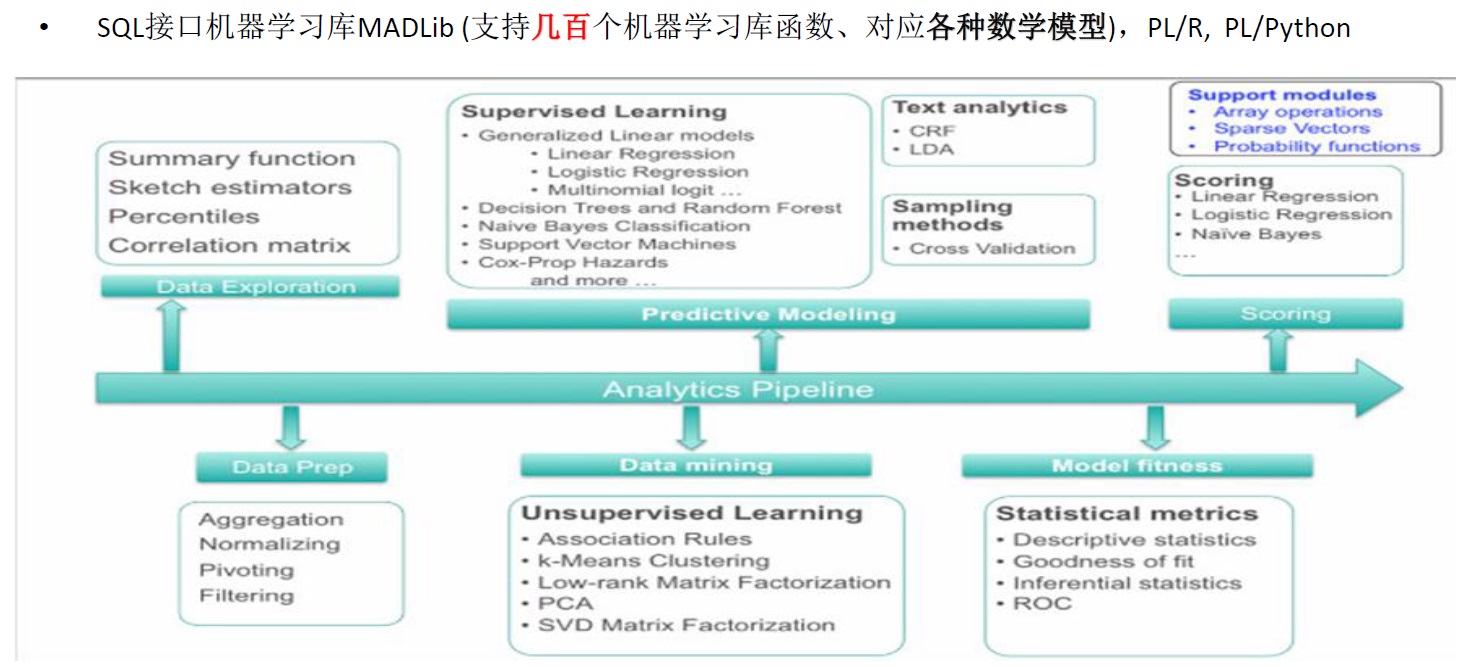 • SQL接口机器学习库MADLib (支持几百个机器学习库函数、对应各种数学模型)，PL/R, PL/Python
Summary function
Sketch estimators
Percentiles
Correlation matrix
Data Exploration
Supervised Learning
• Generalized Linear models
• Linear Regression
• Logistic Regression
• Multinomial logit ...
• Decision Trees and Random Forest
• Naive Bayes Classification
• Support Vector Machines
• Cox-Prop Hazards
and more ...
Text analytics
• CRF
• LDA
Sampling
methods
• Cross Validation
Predictive Modeling
Support modules
• Array operations
• Sparse Vectors
• Probability functions
Scoring
• Linear Regression
• Logistic Regression
• Naïve Bayes
...
Scoring
Analytics Pipeline
Data Prep
Aggregation
Normalizing
Pivoting
Filtering
Data mining
Unsupervised Learning
• Association Rules
• k-Means Clustering
• Low-rank Matrix Factorization
• PCA
• SVD Matrix Factorization
Model fitness
Statistical metrics
• Descriptive statistics
• Goodness of fit
• Inferential statistics
• ROC